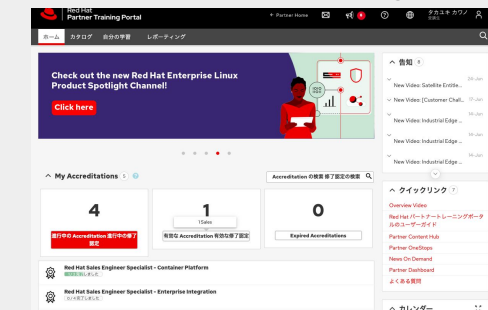 Red Hat
Partner Training Portal
Partner Home
タカユキ カワノ
ホーム カタログ 自分の学習 レポーティング
Check out the new Red Hat Enterprise Linux
Product Spotlight Channel!
Click here
告知
New Video: Satellite Entitle...
New Video: [Customer Chall...
17-Jan
New Video: Industrial Edge ...
New Video: Industrial Edge ...
New Video: Industrial Edge ...
My Accreditations 5
Accreditation の検索 修了認定の検索
4
進行中の Accreditation 進行中の修了
認定
1
1Sales
有効な Accreditation 有効な修了認定
0
Expired Accreditations
クイックリンク 7
Overview Video
Red Hat パートナートレーニングポータ
ルのユーザーガイド
Partner Content Hub
Partner OneStops
News On Demand
Partner Dashboard
よくある質問
Red Hat Sales Engineer Specialist - Container Platform
Red Hat Sales Engineer Specialist - Enterprise Integration
カレンダー